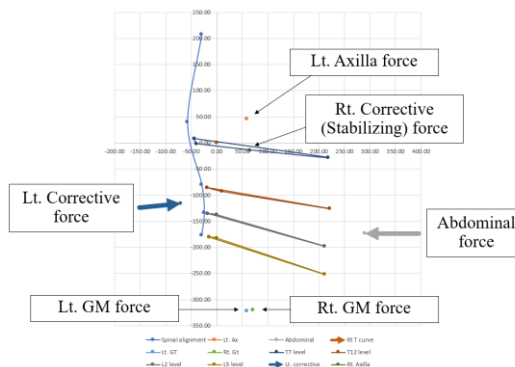 250.00
200.00
150.00
Lt. Axilla force
100.00
50.00
Rt. Corrective
(Stabilizing) force
0.00
-200.00 -150.00 -100.00 -50.00 0.00 50.00 100.00 150.00 200.00 250.00 300.00 350.00 400.00
-50.00
Lt. Corrective
force
-100.00
-150.00
Abdominal
force
-200.00
-250.00
-300.00
Lt. GM force
Rt. GM force
-350.00
Spinal alignment Lt. Ax Abdominal Rt T curve
Lt. GT Rt. Gt T7 level T12 level
L2 level L5 level Lt. corrective Rt. Axilla